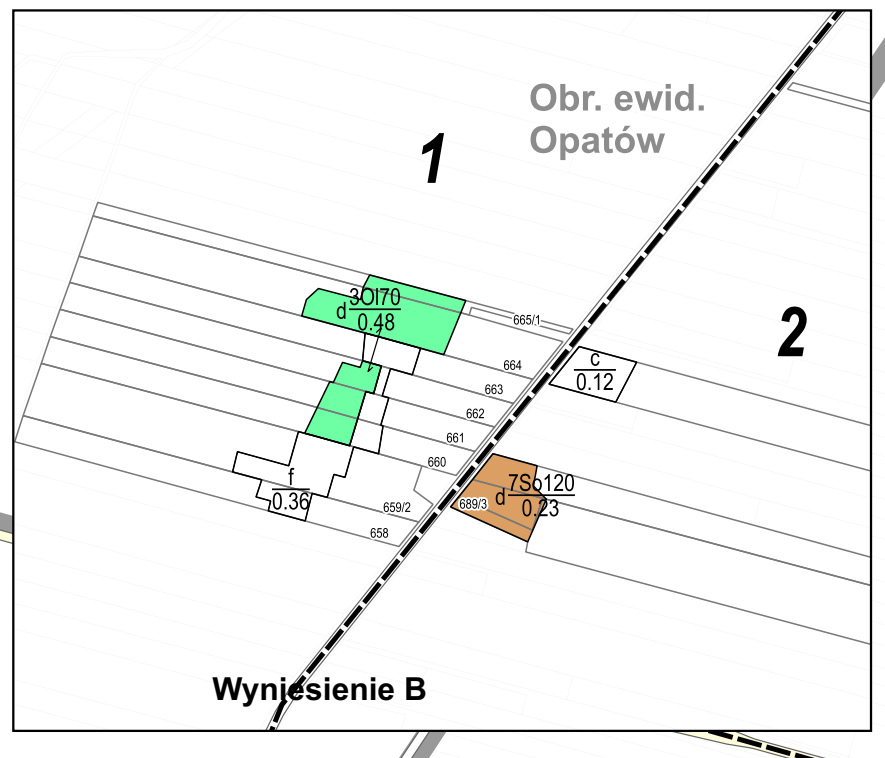 Obr. ewid.
Opatów
1
3Ol70
d 0.48
665/1
2
664
c
0.12
663
662
661
660
7So120
d 0.23
f
0.36
689/3
659/2
658
Wyniesienie B